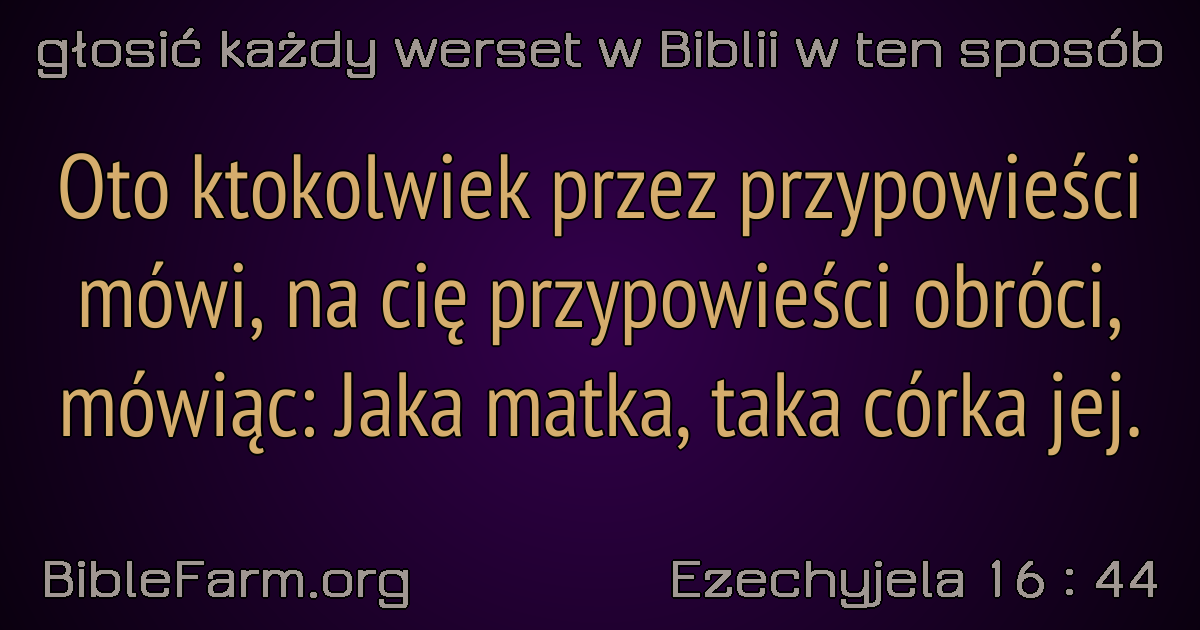 głosić każdy werset w Biblii w ten sposób
Oto ktokolwiek przez przypowieści
mówi, na cię przypowieści obróci,
mówiąc: Jaka matka, taka córka jej.
BibleFarm.org
Ezechyjela 16 : 44